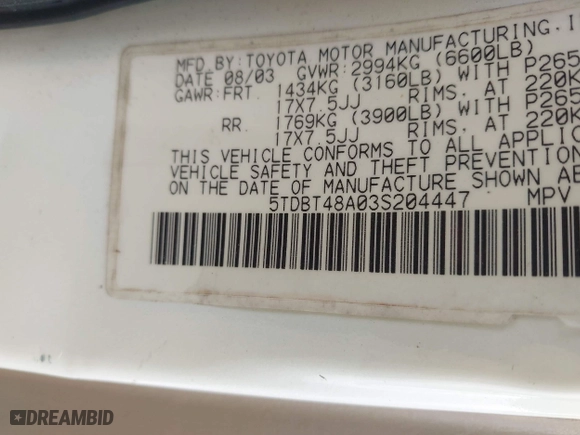 MFD BY: TOYOTA MOTOR MANUFACTURING. I
DATE 08/03 GVWR: 2994KG (6600LB)
GAWR: FRT 1434KG (3160LB) WITH P265
17X7.5JJ RIMS. AT 220K
RR. 1769KG (3900LB) WITH P265
17X7.5JJ RIMS. AT 220K
THIS VEHICLE CONFORMS TO ALL APPLIC
VEHICLE SAFETY AND THEFT PREVENTION
ON THE DATE OF MANUFACTURE SHOWN AB
5TDBT48A03S204447 MPV
DREAMBID